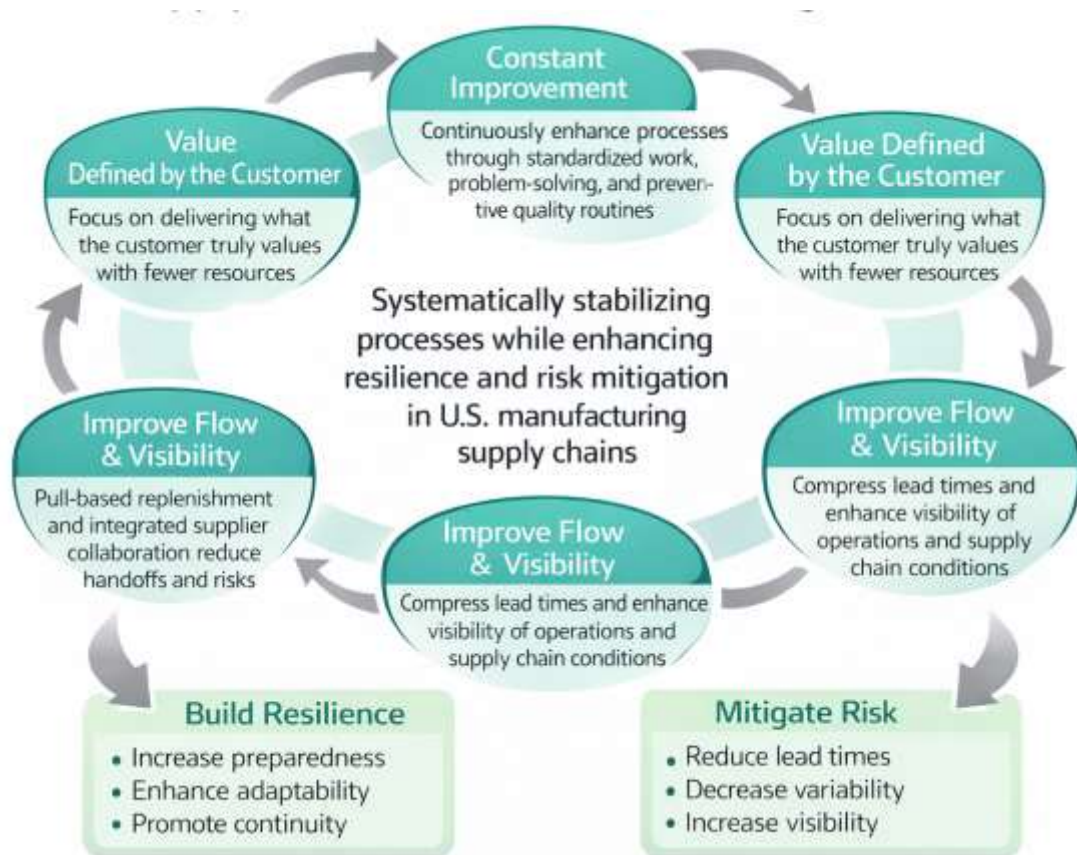 Constant
Improvement
Continuously enhance processes
through standardized work,
problem-solving, and preven-
tive quality routines
Value
Defined by the Customer
Focus on delivering what
the customer truly values
with fewer resources
Value Defined
by the Customer
Focus on delivering what
the customer truly values
with fewer resources
Systematically stabilizing
processes while enhancing
resilience and risk mitigation
in U.S. manufacturing
supply chains
Improve Flow
& Visibility
Pull-based replenishment
and integrated supplier
collaboration reduce
handoffs and risks
Improve Flow
& Visibility
Compress lead times and enhance
visibility of operations and
supply chain conditions
Improve Flow
& Visibility
Compress lead times and
enhance visibility of
operations and supply
chain conditions
Build Resilience
• Increase preparedness
• Enhance adaptability
• Promote continuity
Mitigate Risk
• Reduce lead times
• Decrease variability
• Increase visibility